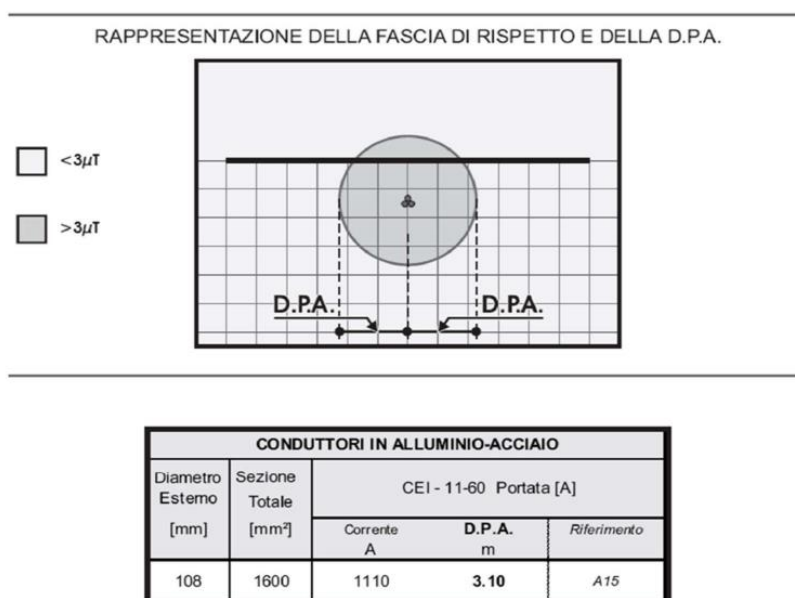 RAPPRESENTAZIONE DELLA FASCIA DI RISPETTO E DELLA D.P.A.
<3μT
>3μT
D.P.A. D.P.A.
CONDUTTORI IN ALLUMINIO-ACCIAIO
Diametro Esterno [mm]
Sezione Totale [mm²]
CEI - 11-60 Portata [A]
Corrente A
D.P.A. m
Riferimento
108 1600 1110 3.10 A15